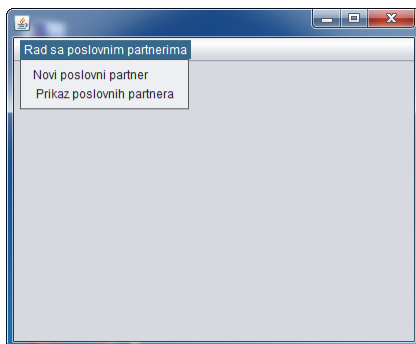 Rad sa poslovnim partnerima
Novi poslovni partner
Prikaz poslovnih partnera